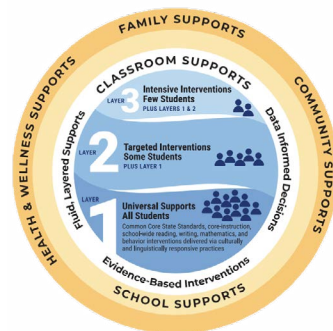 FAMILY SUPPORTS
HEALTH & WELLNESS SUPPORTS
COMMUNITY SUPPORTS
SCHOOL SUPPORTS
CLASSROOM SUPPORTS
Fluid, Layered Supports
Data Informed Decisions
Evidence-Based Interventions
LAYER 3
Intensive Interventions
Few Students
PLUS LAYERS 1 & 2
LAYER 2
Targeted Interventions
Some Students
PLUS LAYER 1
LAYER 1
Universal Supports
All Students
Common Core State Standards, core-instruction,
school-wide reading, writing, mathematics, and
behavior interventions delivered via culturally
and linguistically responsive practices